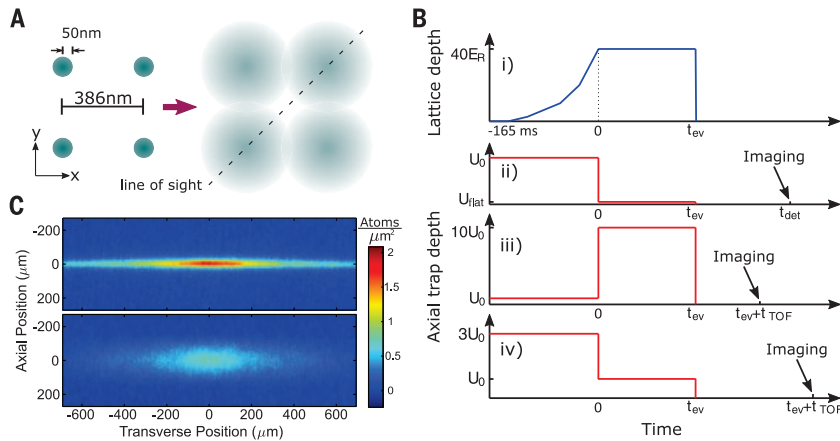 A
50nm
386nm
y
x
line of sight
B
Lattice depth
40E_R
i)
-165 ms
0
t_ev
Axial trap depth
U_0
ii)
U_flat
Imaging
0
t_ev
t_det
10U_0
iii)
U_0
Imaging
0
t_ev
t_ev+t_TOF
3U_0
iv)
U_0
Imaging
0
t_ev
t_ev+t_TOF
Time
C
Atoms
μm²
-200
0
200
-200
0
200
Axial Position (μm)
2
1.5
1
0.5
0
-600
-400
-200
0
200
400
600
Transverse Position (μm)